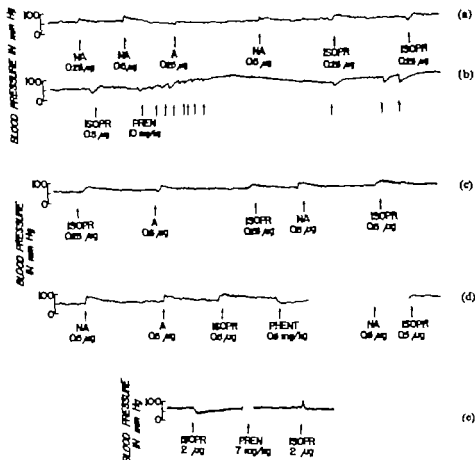 BLOOD PRESSURE IN mm Hg
100
0
(a)
NA NA A NA ISOPR ISOPR
0.25 µg 0.5 µg 0.25 µg 0.5 µg 0.25 µg 0.25 µg
100
0
(b)
ISOPR PREN
0.5 µg 10 mg/kg
BLOOD PRESSURE
IN mm Hg
100
0
(c)
ISOPR A ISOPR NA ISOPR
0.25 µg 0.5 µg 0.25 µg 0.5 µg 0.5 µg
100
0
(d)
NA A ISOPR PHENT NA ISOPR
0.5 µg 0.5 µg 0.5 µg mg/kg 0.5 µg 0.5 µg
BLOOD PRESSURE
IN mm Hg
100
0
(e)
ISOPR PREN ISOPR
2 µg 7 mg/kg 2 µg